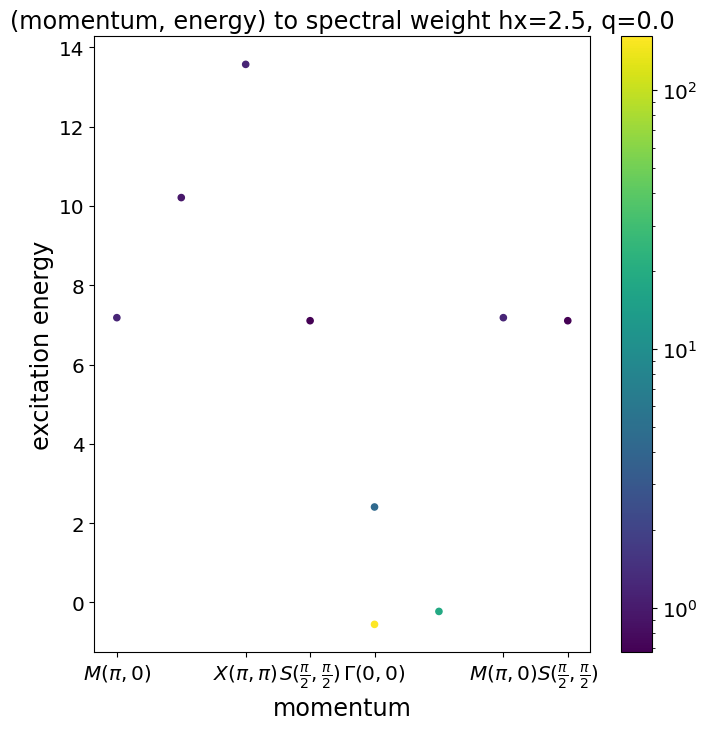 (momentum, energy) to spectral weight hx=2.5, q=0.0
14
12
10
8
6
4
2
0
excitation energy
10²
10¹
10⁰
M(π, 0) X(π, π) S(π/2, π/2) Γ(0, 0) M(π, 0) S(π/2, π/2)
momentum